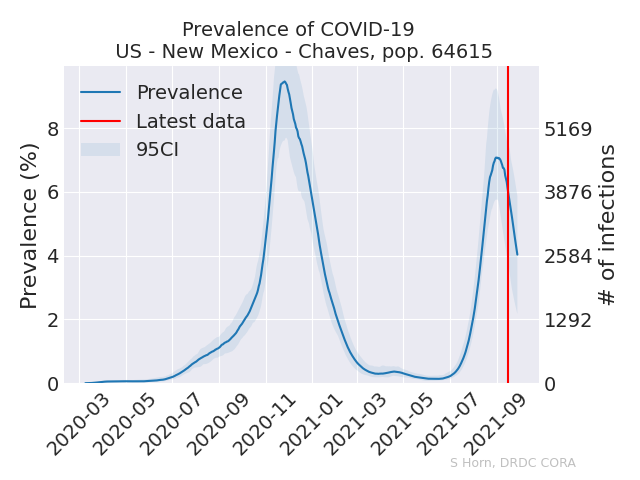 Prevalence of COVID-19
US - New Mexico - Chaves, pop. 64615
Prevalence
Latest data
95CI
Prevalence (%)
8
6
4
2
0
5169
3876
2584
1292
0
# of infections
2020-03
2020-05
2020-07
2020-09
2020-11
2021-01
2021-03
2021-05
2021-07
2021-09
S Horn, DRDC CORA